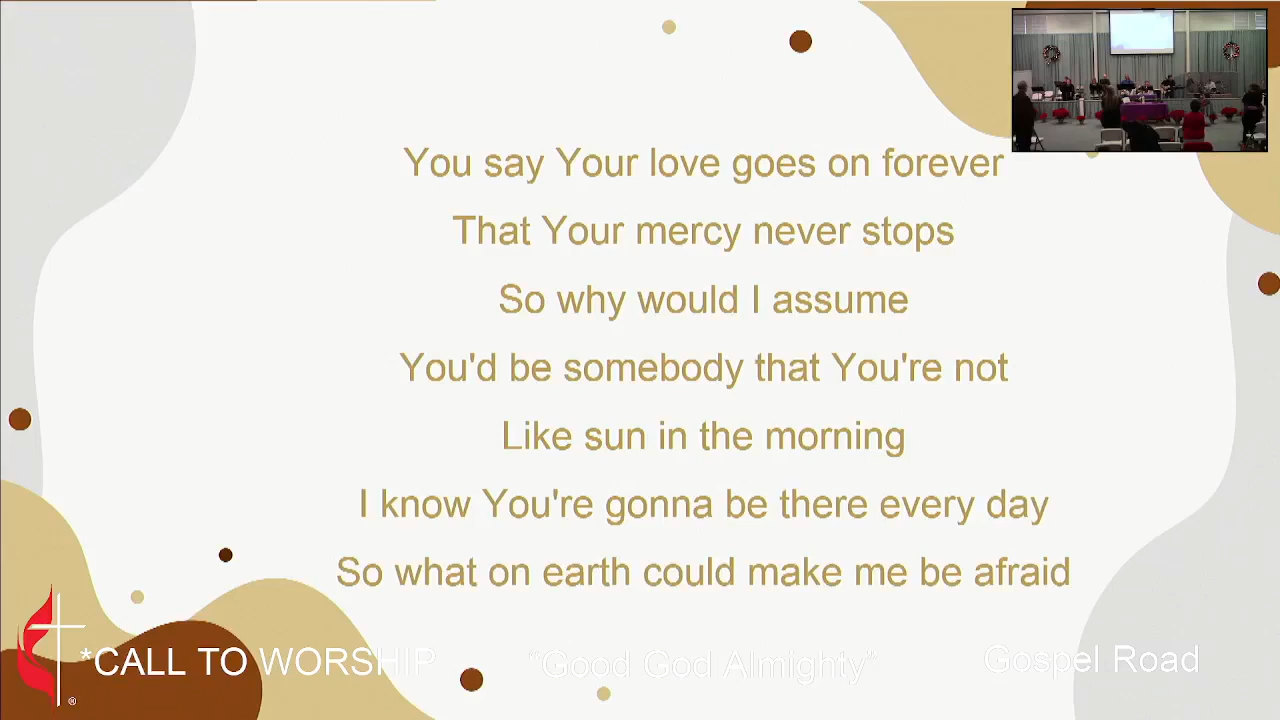 You say Your love goes on forever
That Your mercy never stops
So why would I assume
You'd be somebody that You're not
Like sun in the morning
I know You're gonna be there every day
So what on earth could make me be afraid
*CALL TO WORSHIP "Good God Almighty" Gospel Road
®